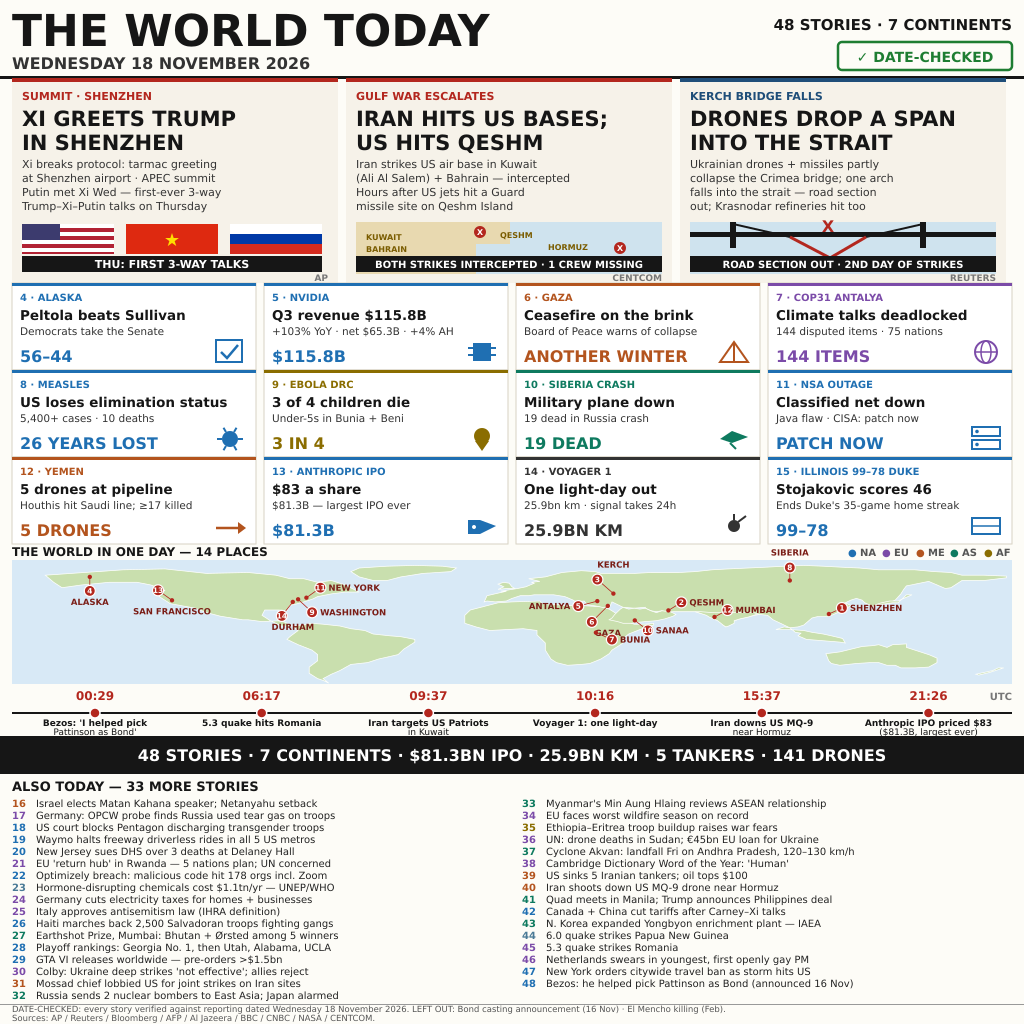 THE WORLD TODAY
WEDNESDAY 18 NOVEMBER 2026
48 STORIES · 7 CONTINENTS
✓ DATE-CHECKED
SUMMIT · SHENZHEN
XI GREETS TRUMP
IN SHENZHEN
Xi breaks protocol: tarmac greeting
at Shenzhen airport · APEC summit
Putin met Xi Wed — first-ever 3-way
Trump–Xi–Putin talks on Thursday
THU: FIRST 3-WAY TALKS
AP
GULF WAR ESCALATES
IRAN HITS US BASES;
US HITS QESHM
Iran strikes US air base in Kuwait
(Ali Al Salem) + Bahrain — intercepted
Hours after US jets hit a Guard
missile site on Qeshm Island
KUWAIT
BAHRAIN
X
QESHM
HORMUZ
X
BOTH STRIKES INTERCEPTED · 1 CREW MISSING
CENTCOM
KERCH BRIDGE FALLS
DRONES DROP A SPAN
INTO THE STRAIT
Ukrainian drones + missiles partly
collapse the Crimea bridge; one arch
falls into the strait — road section
out; Krasnodar refineries hit too
X
ROAD SECTION OUT · 2ND DAY OF STRIKES
REUTERS
4 · ALASKA
Peltola beats Sullivan
Democrats take the Senate
56–44
5 · NVIDIA
Q3 revenue $115.8B
+103% YoY · net $65.3B · +4% AH
$115.8B
6 · GAZA
Ceasefire on the brink
Board of Peace warns of collapse
ANOTHER WINTER
7 · COP31 ANTALYA
Climate talks deadlocked
144 disputed items · 75 nations
144 ITEMS
8 · MEASLES
US loses elimination status
5,400+ cases · 10 deaths
26 YEARS LOST
9 · EBOLA DRC
3 of 4 children die
Under-5s in Bunia + Beni
3 IN 4
10 · SIBERIA CRASH
Military plane down
19 dead in Russia crash
19 DEAD
11 · NSA OUTAGE
Classified net down
Java flaw · CISA: patch now
PATCH NOW
12 · YEMEN
5 drones at pipeline
Houthis hit Saudi line; ≥17 killed
5 DRONES
13 · ANTHROPIC IPO
$83 a share
$81.3B — largest IPO ever
$81.3B
14 · VOYAGER 1
One light-day out
25.9bn km · signal takes 24h
25.9BN KM
15 · ILLINOIS 99–78 DUKE
Stojakovic scores 46
Ends Duke's 35-game home streak
99–78
THE WORLD IN ONE DAY — 14 PLACES
SIBERIA
NA EU ME AS AF
8
KERCH
3
4
ALASKA
13
SAN FRANCISCO
11 NEW YORK
9 WASHINGTON
14
DURHAM
ANTALYA 5
2 QESHM
12 MUMBAI
1 SHENZHEN
6
GAZA
10 SANAA
7 BUNIA
00:29 06:17 09:37 10:16 15:37 21:26 UTC
Bezos: 'I helped pick
Pattinson as Bond'
5.3 quake hits Romania
Iran targets US Patriots
in Kuwait
Voyager 1: one light-day
Iran downs US MQ-9
near Hormuz
Anthropic IPO priced $83
($81.3B, largest ever)
48 STORIES · 7 CONTINENTS · $81.3BN IPO · 25.9BN KM · 5 TANKERS · 141 DRONES
ALSO TODAY — 33 MORE STORIES
16 Israel elects Matan Kahana speaker; Netanyahu setback
17 Germany: OPCW probe finds Russia used tear gas on troops
18 US court blocks Pentagon discharging transgender troops
19 Waymo halts freeway driverless rides in all 5 US metros
20 New Jersey sues DHS over 3 deaths at Delaney Hall
21 EU 'return hub' in Rwanda — 5 nations plan; UN concerned
22 Optimizely breach: malicious code hit 178 orgs incl. Zoom
23 Hormone-disrupting chemicals cost $1.1tn/yr — UNEP/WHO
24 Germany cuts electricity taxes for homes + businesses
25 Italy approves antisemitism law (IHRA definition)
26 Haiti marches back 2,500 Salvadoran troops fighting gangs
27 Earthshot Prize, Mumbai: Bhutan + Ørsted among 5 winners
28 Playoff rankings: Georgia No. 1, then Utah, Alabama, UCLA
29 GTA VI releases worldwide — pre-orders >$1.5bn
30 Colby: Ukraine deep strikes 'not effective'; allies reject
31 Mossad chief lobbied US for joint strikes on Iran sites
32 Russia sends 2 nuclear bombers to East Asia; Japan alarmed
33 Myanmar's Min Aung Hlaing reviews ASEAN relationship
34 EU faces worst wildfire season on record
35 Ethiopia–Eritrea troop buildup raises war fears
36 UN: drone deaths in Sudan; €45bn EU loan for Ukraine
37 Cyclone Akvan: landfall Fri on Andhra Pradesh, 120–130 km/h
38 Cambridge Dictionary Word of the Year: 'Human'
39 US sinks 5 Iranian tankers; oil tops $100
40 Iran shoots down US MQ-9 drone near Hormuz
41 Quad meets in Manila; Trump announces Philippines deal
42 Canada + China cut tariffs after Carney–Xi talks
43 N. Korea expanded Yongbyon enrichment plant — IAEA
44 6.0 quake strikes Papua New Guinea
45 5.3 quake strikes Romania
46 Netherlands swears in youngest, first openly gay PM
47 New York orders citywide travel ban as storm hits US
48 Bezos: he helped pick Pattinson as Bond (announced 16 Nov)
DATE-CHECKED: every story verified against reporting dated Wednesday 18 November 2026. LEFT OUT: Bond casting announcement (16 Nov) · El Mencho killing (Feb).
Sources: AP / Reuters / Bloomberg / AFP / Al Jazeera / BBC / CNBC / NASA / CENTCOM.